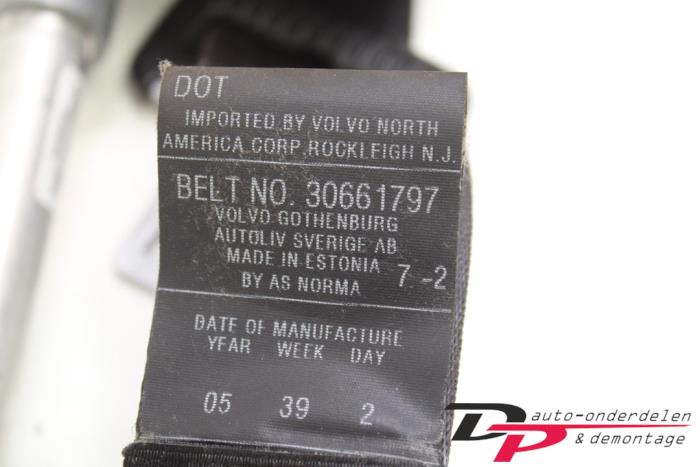 DOT
IMPORTED BY VOLVO NORTH
AMERICA CORP. ROCKLEIGH N.J.
BELT NO. 30661797
VOLVO GOTHENBURG
AUTOLIV SVERIGE AB
MADE IN ESTONIA 7-2
BY AS NORMA
DATE OF MANUFACTURE
YEAR WEEK DAY
05 39 2
DP auto-onderdelen
& demontage